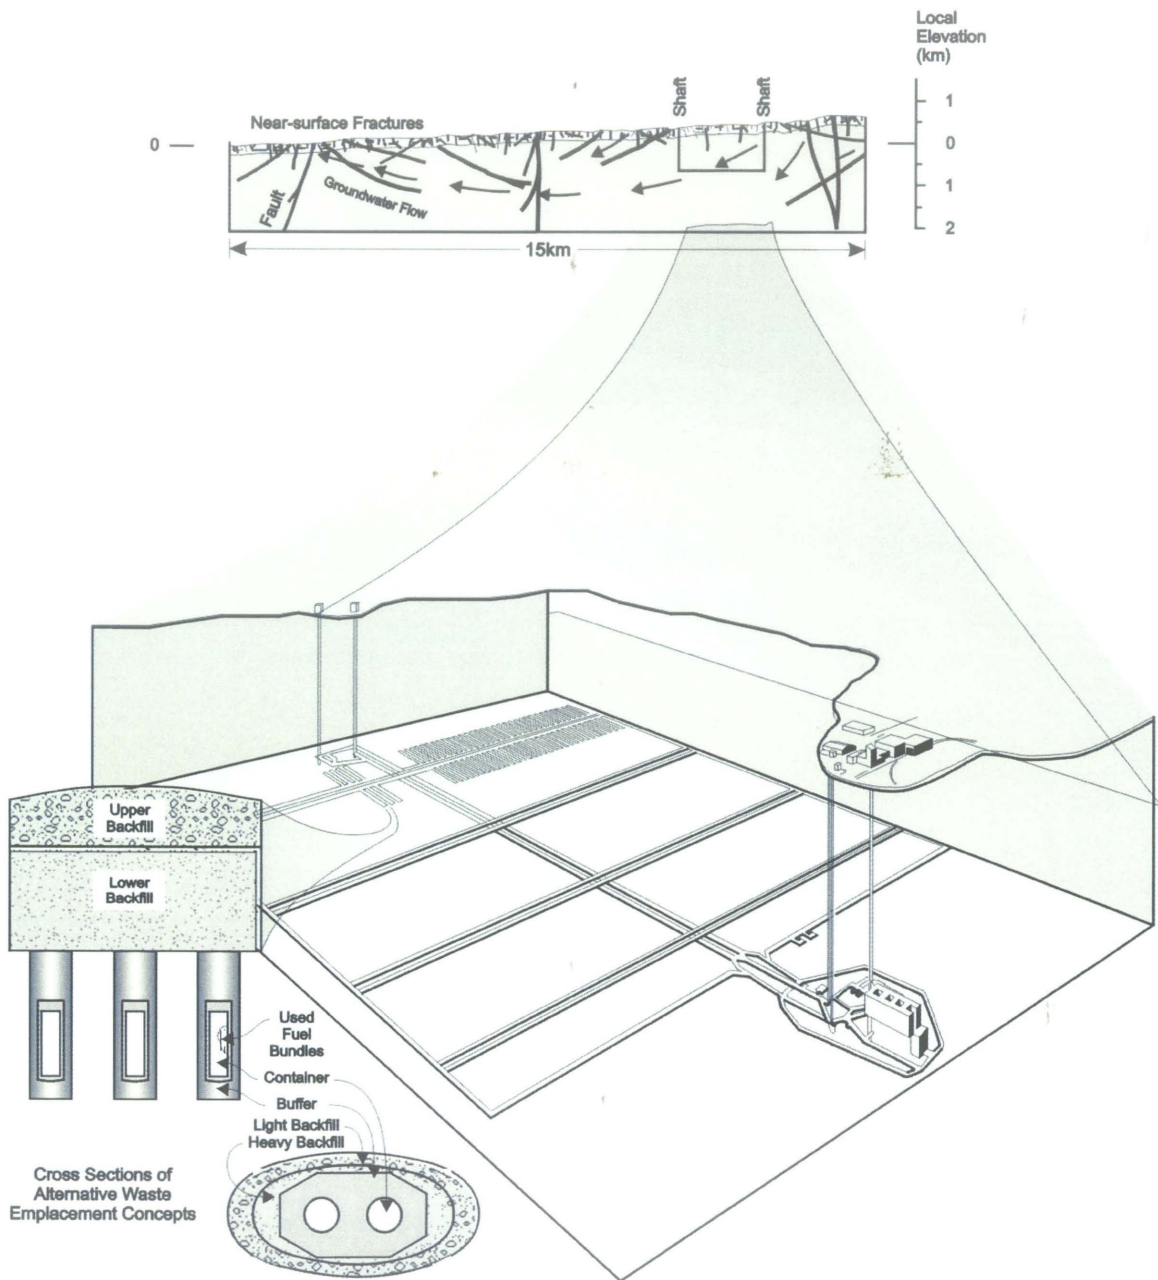 Local
Elevation
(km)
Shaft
Shaft
1
Near-surface Fractures
0
0
Fault
Groundwater Flow
1
2
15km
Upper
Backfill
Lower
Backfill
Used
Fuel
Bundles
Container
Buffer
Light Backfill
Heavy Backfill
Cross Sections of
Alternative Waste
Emplacement Concepts